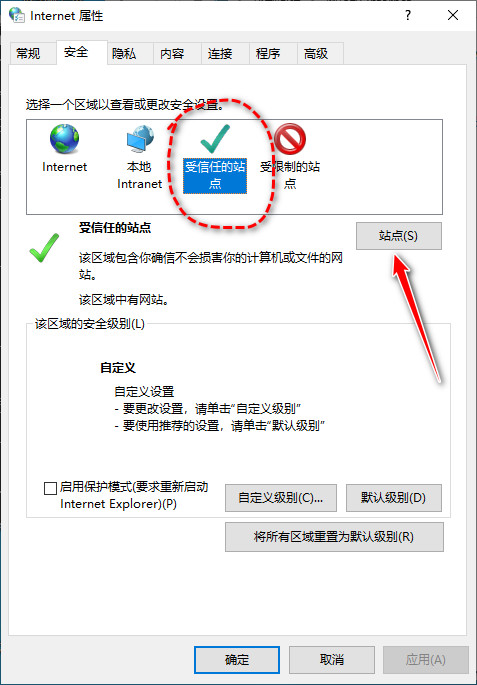 Internet 属性
常规 安全 隐私 内容 连接 程序 高级
选择一个区域以查看或更改安全设置。
Internet
本地
Intranet
受信任的站
点
受限制的站
点
受信任的站点
站点(S)
该区域包含你确信不会损害你的计算机或文件的网
站。
该区域中有网站。
该区域的安全级别(L)
自定义
自定义设置
- 要更改设置，请单击“自定义级别”
- 要使用推荐的设置，请单击“默认级别”
启用保护模式(要求重新启动
Internet Explorer)(P)
自定义级别(C)...
默认级别(D)
将所有区域重置为默认级别(R)
确定 取消 应用(A)